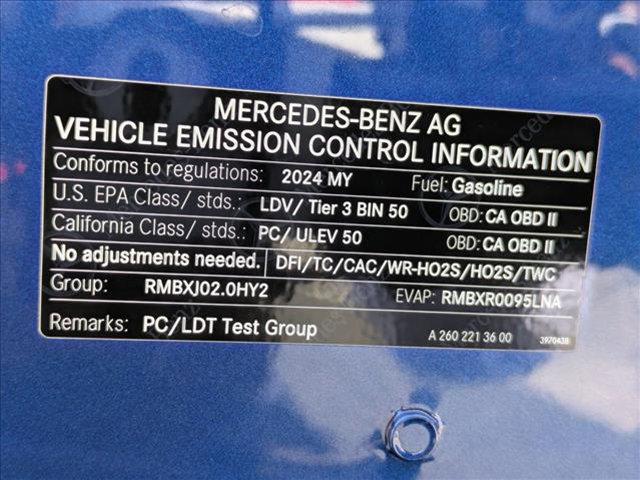 MERCEDES-BENZ AG
VEHICLE EMISSION CONTROL INFORMATION
Conforms to regulations: 2024 MY Fuel: Gasoline
U.S. EPA Class/ stds.: LDV/ Tier 3 BIN 50 OBD: CA OBD II
California Class/ stds.: PC/ ULEV 50 OBD: CA OBD II
No adjustments needed. DFI/TC/CAC/WR-HO2S/HO2S/TWC
Group: RMBXJ02.0HY2 EVAP: RMBXR0095LNA
Remarks: PC/LDT Test Group A 260 221 36 00 3970438